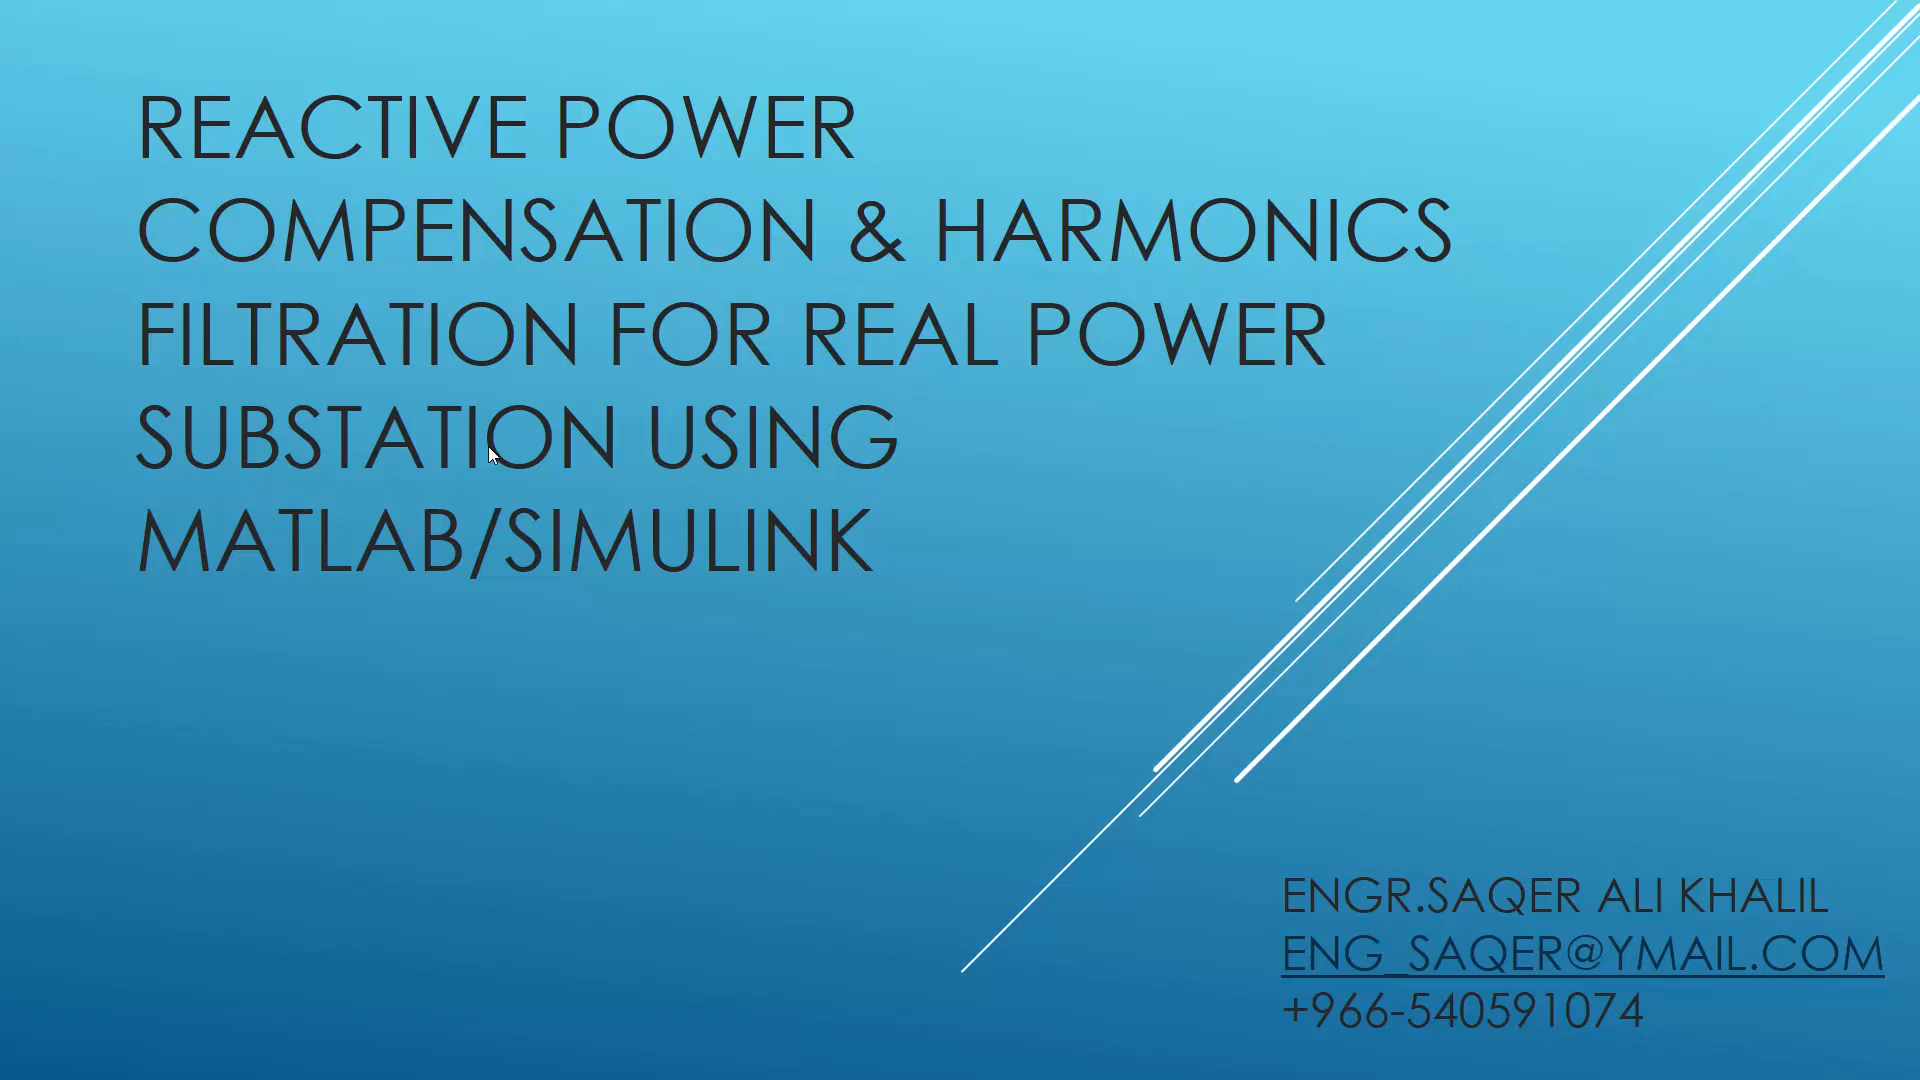 REACTIVE POWER
COMPENSATION & HARMONICS
FILTRATION FOR REAL POWER
SUBSTATION USING
MATLAB/SIMULINK
ENGR.SAQER ALI KHALIL
ENG_SAQER@YMAIL.COM
+966-540591074